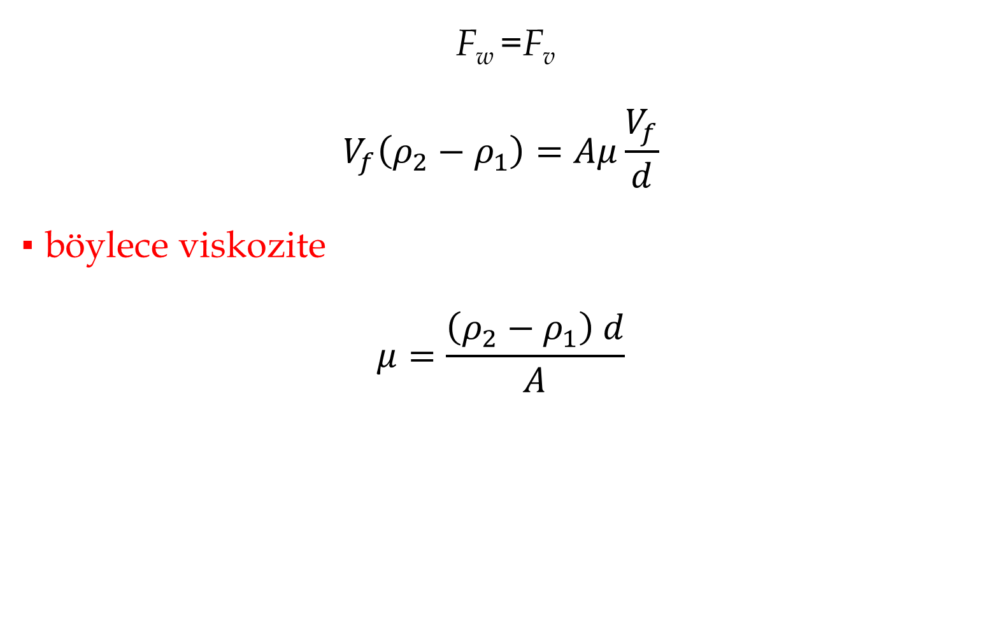 F_w=F_v
V_f(ρ_2 − ρ_1) = Aμ V_f/d
▪ böylece viskozite
μ = (ρ_2 − ρ_1) d/A